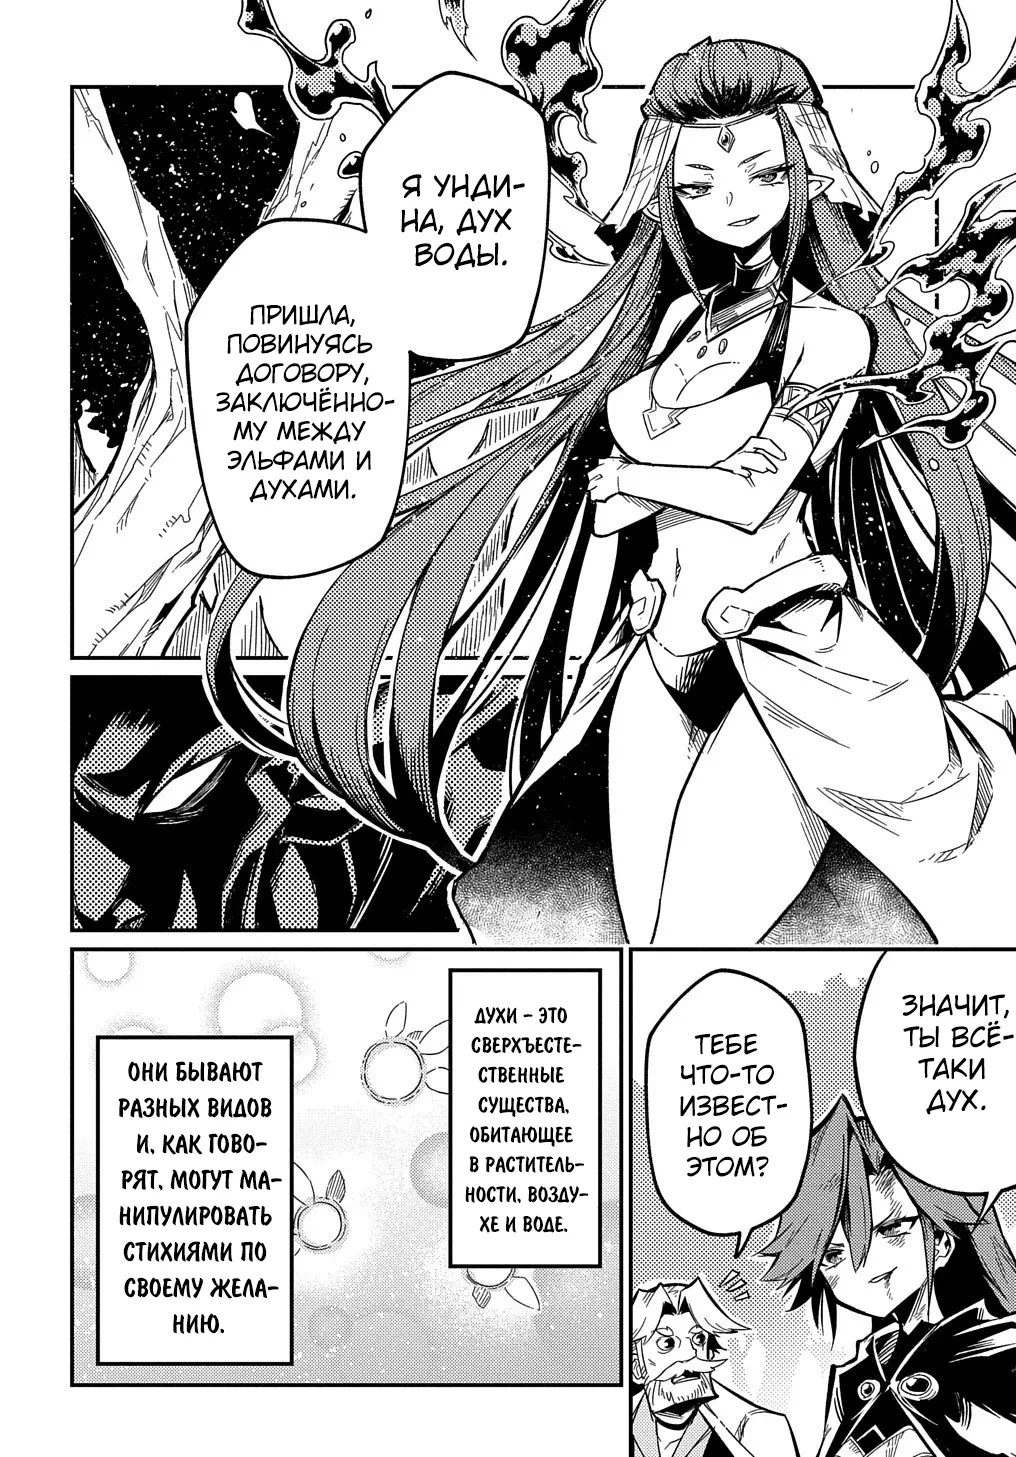 Я УНДИ-
НА, ДУХ
ВОДЫ.
ПРИШЛА,
ПОВИНУЯСЬ
ДОГОВОРУ,
ЗАКЛЮЧЁННО-
МУ МЕЖДУ
ЭЛЬФАМИ И
ДУХАМИ.
ЗНАЧИТ,
ТЫ ВСЁ-
ТАКИ
ДУХ.
ТЕБЕ
ЧТО-ТО
ИЗВЕСТ-
НО ОБ
ЭТОМ?
ДУХИ – ЭТО
СВЕРХЪЕСТЕ-
СТВЕННЫЕ
СУЩЕСТВА,
ОБИТАЮЩЕЕ
В РАСТИТЕЛЬ-
НОСТИ, ВОЗДУ-
ХЕ И ВОДЕ.
ОНИ БЫВАЮТ
РАЗНЫХ ВИДОВ
И, КАК ГОВО-
РЯТ, МОГУТ МА-
НИПУЛИРОВАТЬ
СТИХИЯМИ ПО
СВОЕМУ ЖЕЛА-
НИЮ.